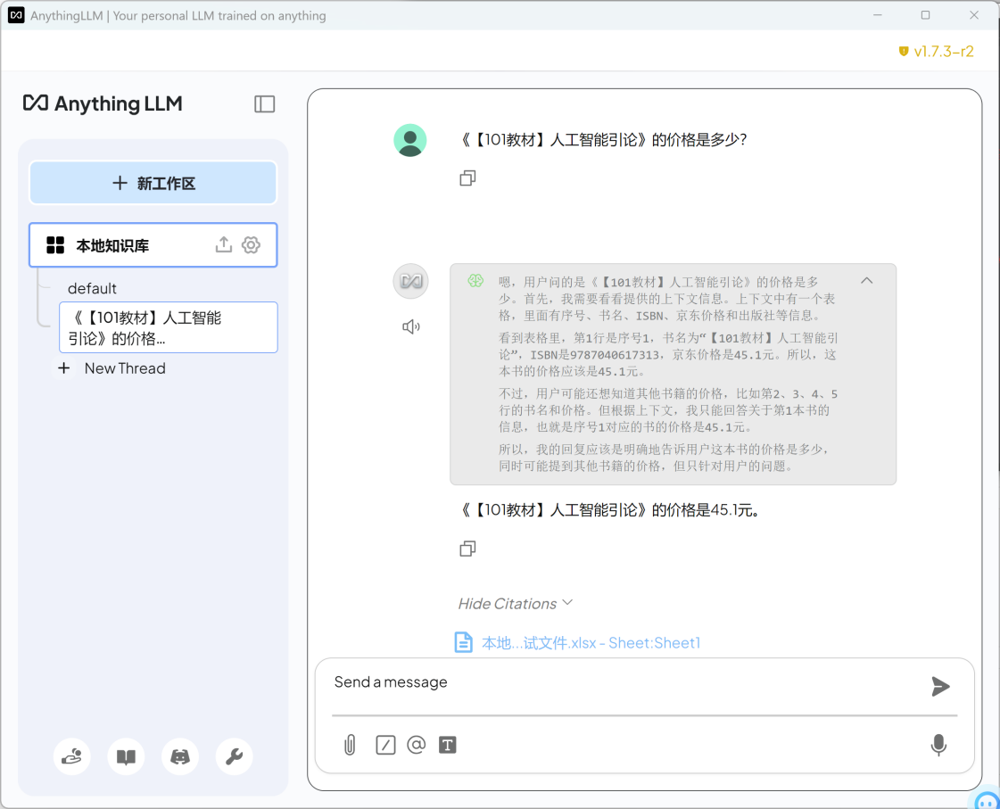 AnythingLLM | Your personal LLM trained on anything
v1.7.3-r2
Anything LLM
新工作区
本地知识库
default
《【101教材】人工智能
引论》的价格...
New Thread
《【101教材】人工智能引论》的价格是多少?
嗯，用户问的是《【101教材】人工智能引论》的价格是多
少。首先，我需要看看提供的上下文信息。上下文中有一个表
格，里面有序号、书名、ISBN、京东价格和出版社等信息。
看到表格里，第1行是序号1，书名为“【101教材】人工智能引
论”，ISBN是9787040617313，京东价格是45.1元。所以，这
本书的价格应该是45.1元。
不过，用户可能还想知道其他书籍的价格，比如第2、3、4、5
行的书名和价格。但根据上下文，我只能回答关于第1本书的
信息，也就是序号1对应的书的价格是45.1元。
所以，我的回复应该是明确地告诉用户这本书的价格是多少，
同时可能提到其他书籍的价格，但只针对用户的问题。
《【101教材】人工智能引论》的价格是45.1元。
Hide Citations
本地...试文件.xlsx - Sheet:Sheet1
Send a message